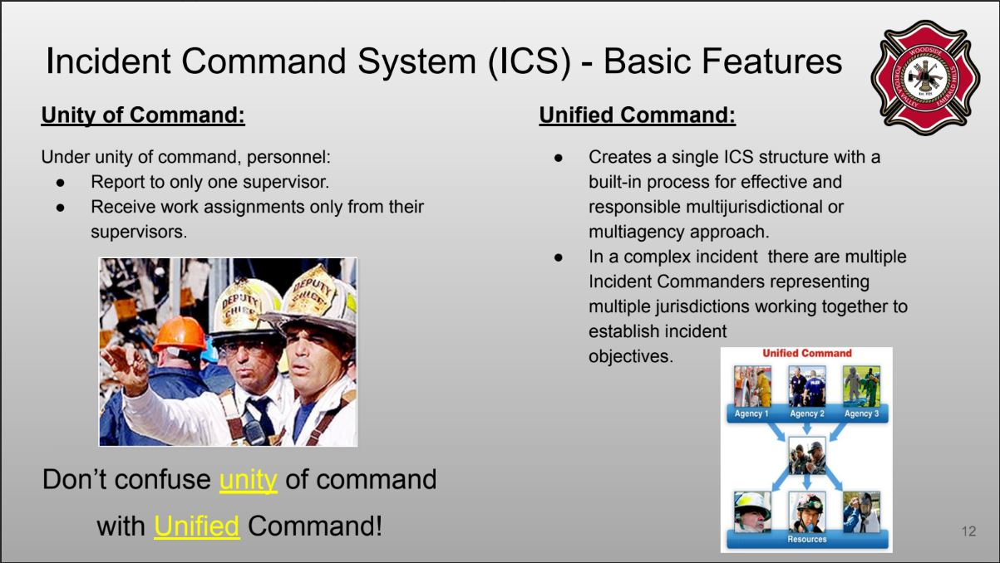 Incident Command System (ICS) - Basic Features
WOODSIDE
PORTOLA VALLEY
EMERALD HILLS
Unity of Command:
Under unity of command, personnel:
● Report to only one supervisor.
● Receive work assignments only from their
supervisors.
DEPUTY
CHIEF
DEPUTY
CHIEF
Don’t confuse unity of command
with Unified Command!
Unified Command:
● Creates a single ICS structure with a
built-in process for effective and
responsible multijurisdictional or
multiagency approach.
● In a complex incident  there are multiple
Incident Commanders representing
multiple jurisdictions working together to
establish incident
objectives.
Unified Command
Agency 1 Agency 2 Agency 3
Resources
12